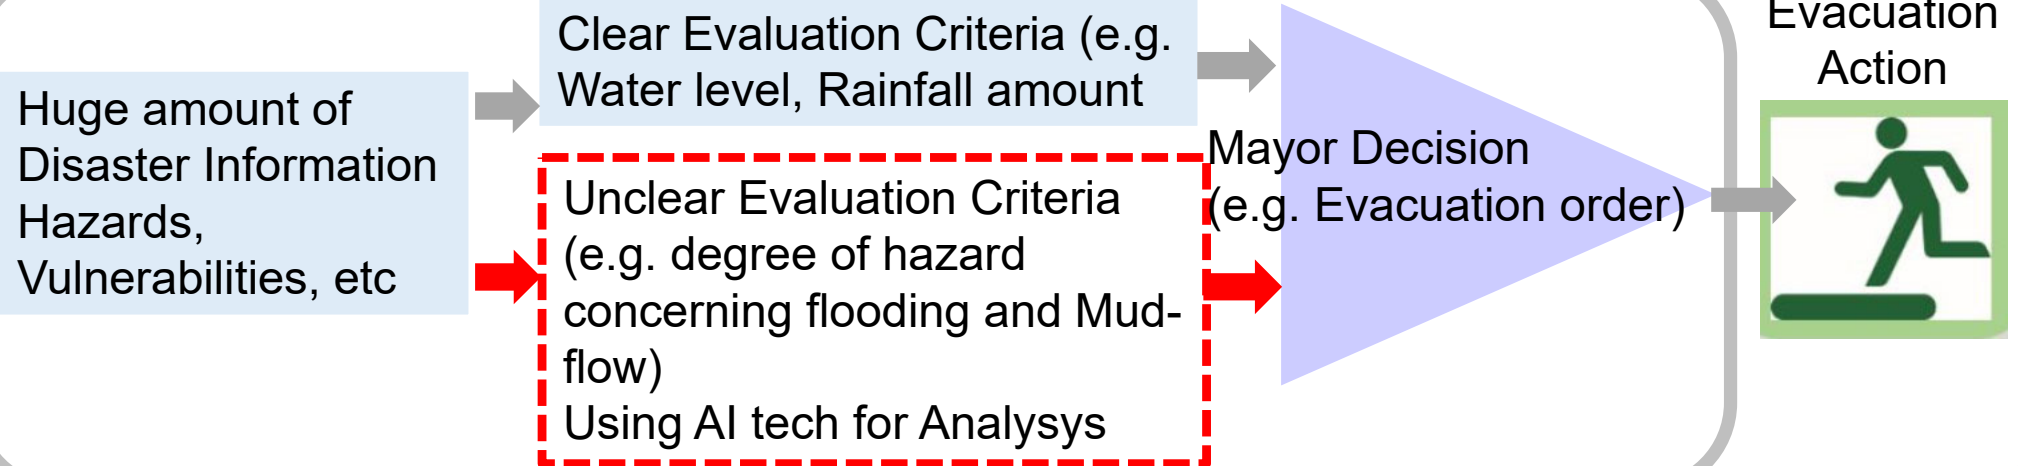 Huge amount of
Disaster Information
Hazards,
Vulnerabilities, etc
Clear Evaluation Criteria (e.g.
Water level, Rainfall amount
Unclear Evaluation Criteria
(e.g. degree of hazard
concerning flooding and Mud-
flow)
Using AI tech for Analysys
Mayor Decision
(e.g. Evacuation order)
Evacuation
Action